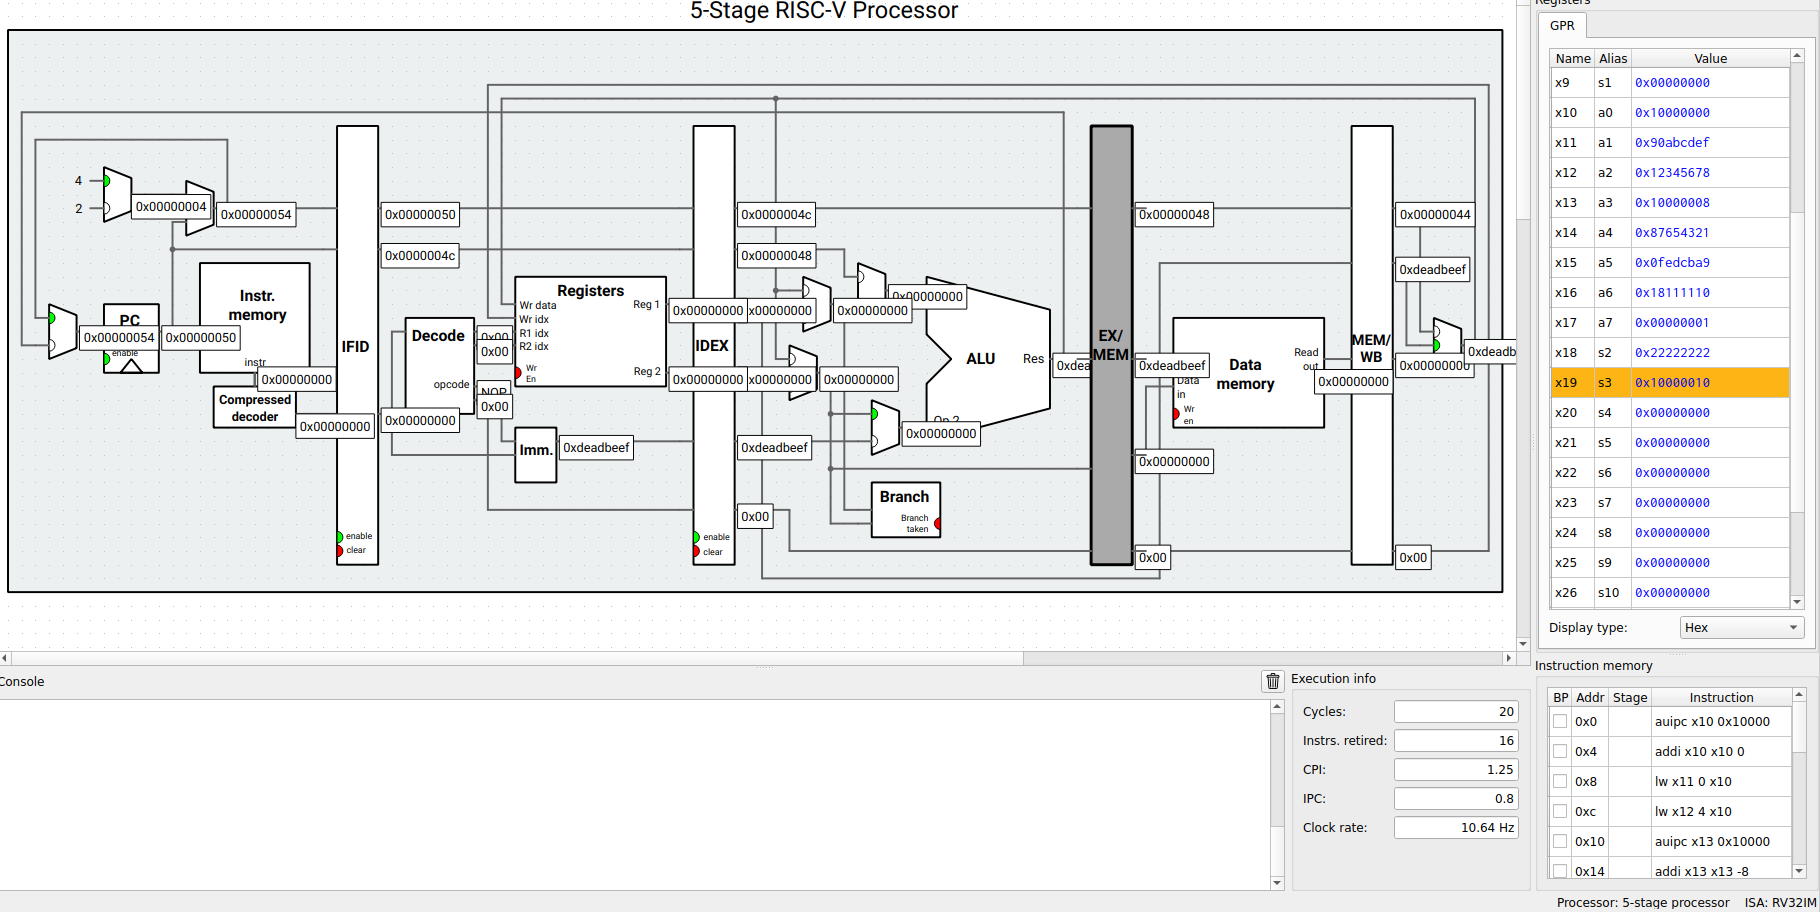 5-Stage RISC-V Processor
4
2
0x00000004
0x00000054
0x00000050
0x0000004c
0x0000004c
0x00000048
0x00000048
0x00000044
0xdeadbeef
Instr.
memory
instr
PC
enable
0x00000054
0x00000050
0x00000000
Compressed
decoder
0x00000000
IFID
enable
clear
0x00000000
Decode
opcode
0x00
0x00
NOP
0x00
Registers
Wr data
Wr idx
R1 idx
R2 idx
Wr
En
Reg 1
Reg 2
0x00000000
0x00000000
Imm.
0xdeadbeef
IDEX
enable
clear
x00000000
x00000000
0xdeadbeef
0x00
0x00000000
0x00000000
0x00000000
0x00000000
ALU
Res
Op 2
Branch
Branch
taken
0xdea
EX/
MEM
0xdeadbeef
0x00000000
0x00
Data
memory
Data
in
Wr
en
Read
out
0x00000000
MEM/
WB
0x00000000
0xdeadb
0x00
Console
Execution info
Cycles: 20
Instrs. retired: 16
CPI: 1.25
IPC: 0.8
Clock rate: 10.64 Hz
Registers
GPR
Name Alias Value
x9 s1 0x00000000
x10 a0 0x10000000
x11 a1 0x90abcdef
x12 a2 0x12345678
x13 a3 0x10000008
x14 a4 0x87654321
x15 a5 0x0fedcba9
x16 a6 0x18111110
x17 a7 0x00000001
x18 s2 0x22222222
x19 s3 0x10000010
x20 s4 0x00000000
x21 s5 0x00000000
x22 s6 0x00000000
x23 s7 0x00000000
x24 s8 0x00000000
x25 s9 0x00000000
x26 s10 0x00000000
Display type: Hex
Instruction memory
BP Addr Stage Instruction
0x0 auipc x10 0x10000
0x4 addi x10 x10 0
0x8 lw x11 0 x10
0xc lw x12 4 x10
0x10 auipc x13 0x10000
0x14 addi x13 x13 -8
Processor: 5-stage processor ISA: RV32IM